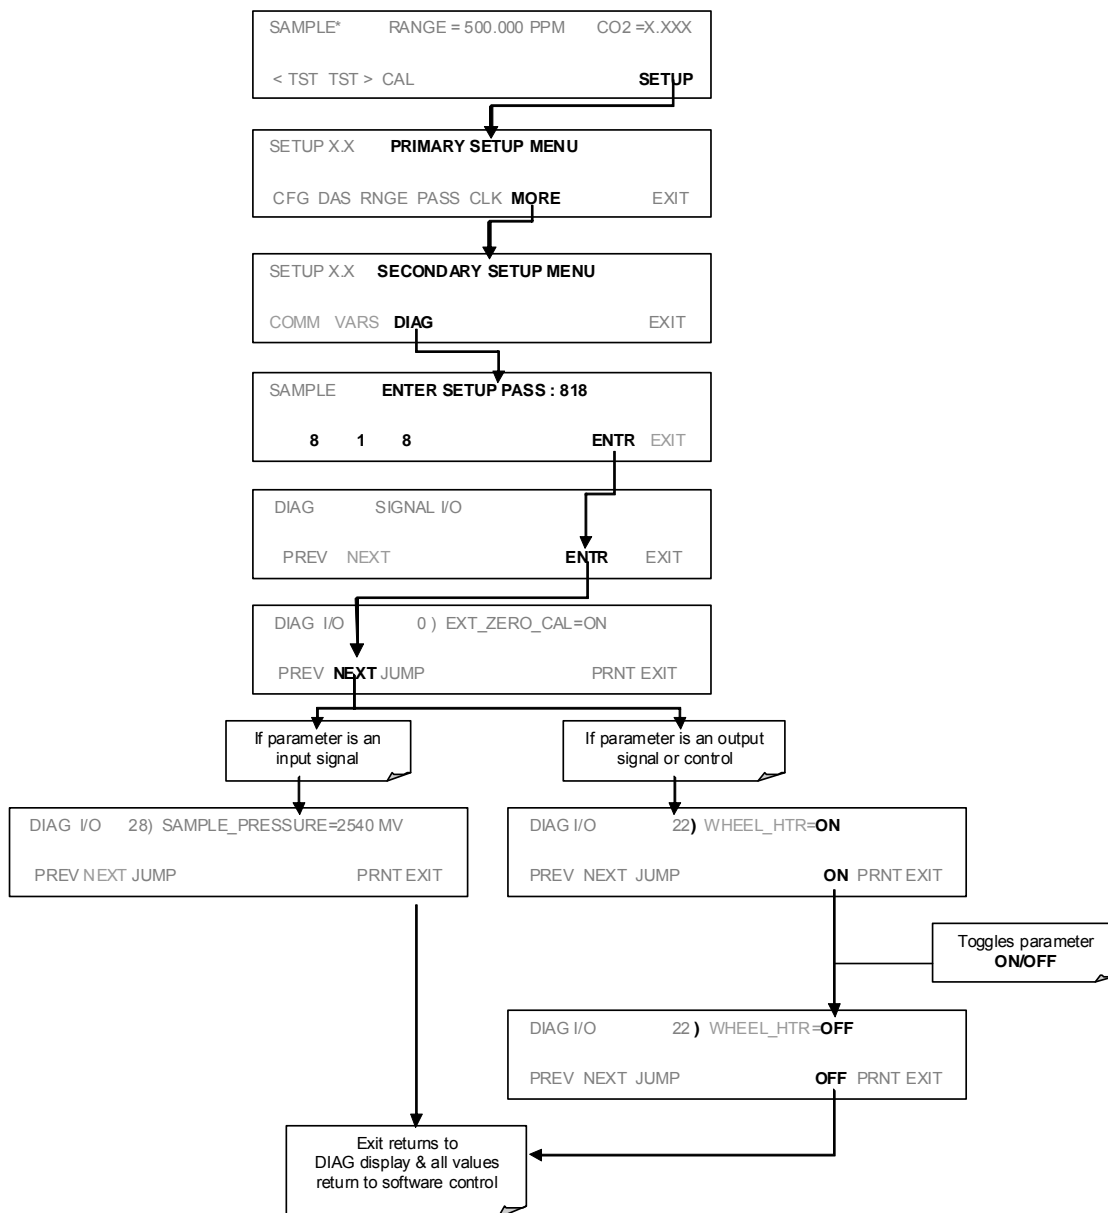 SAMPLE* RANGE = 500.000 PPM CO2 =X.XXX
< TST TST > CAL SETUP
SETUP X.X PRIMARY SETUP MENU
CFG DAS RNGE PASS CLK MORE EXIT
SETUP X.X SECONDARY SETUP MENU
COMM VARS DIAG EXIT
SAMPLE ENTER SETUP PASS : 818
8 1 8 ENTR EXIT
DIAG SIGNAL I/O
PREV NEXT ENTR EXIT
DIAG I/O 0 ) EXT_ZERO_CAL=ON
PREV NEXT JUMP PRNT EXIT
If parameter is an
input signal
If parameter is an output
signal or control
DIAG I/O 28) SAMPLE_PRESSURE=2540 MV
PREV NEXT JUMP PRNT EXIT
DIAG I/O 22) WHEEL_HTR=ON
PREV NEXT JUMP ON PRNT EXIT
Toggles parameter
ON/OFF
DIAG I/O 22 ) WHEEL_HTR=OFF
PREV NEXT JUMP OFF PRNT EXIT
Exit returns to
DIAG display & all values
return to software control